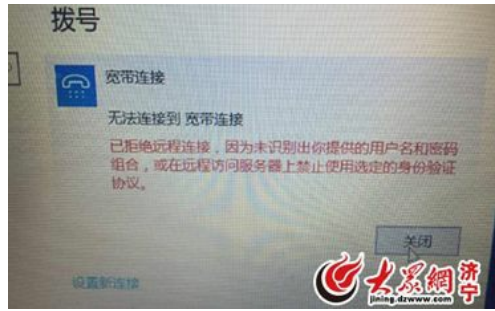 拨号
宽带连接
无法连接到 宽带连接
已拒绝远程连接，因为未识别出你提供的用户名和密码
组合，或在远程访问服务器上禁止使用选定的身份验证
协议。
关闭
设置新连接
大众網
济宁
jining.dzwww.com